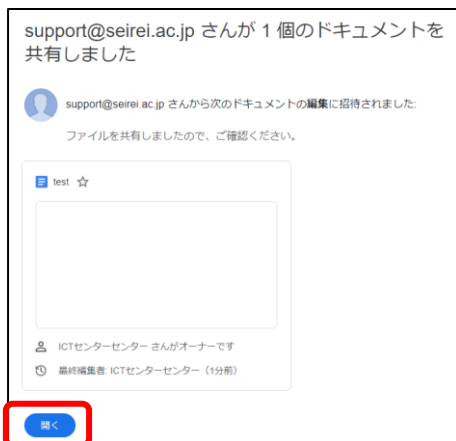 support@seirei.ac.jp さんが 1 個のドキュメントを
共有しました
support@seirei.ac.jp さんから次のドキュメントの編集に招待されました:
ファイルを共有しましたので、ご確認ください。
test
ICTセンターセンター さんがオーナーです
最終編集者: ICTセンターセンター（1分前）
開く